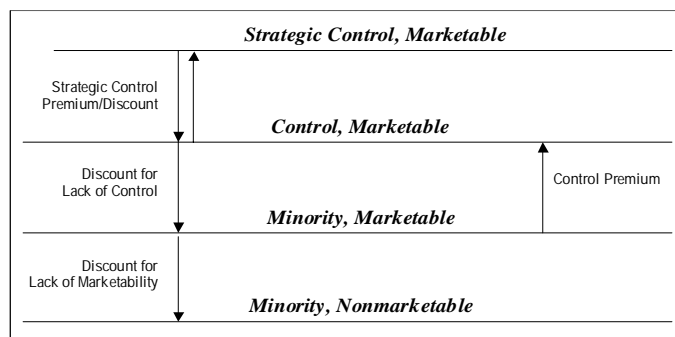 Strategic Control, Marketable
Strategic Control
Premium/Discount
Control, Marketable
Discount for
Lack of Control
Control Premium
Minority, Marketable
Discount for
Lack of Marketability
Minority, Nonmarketable